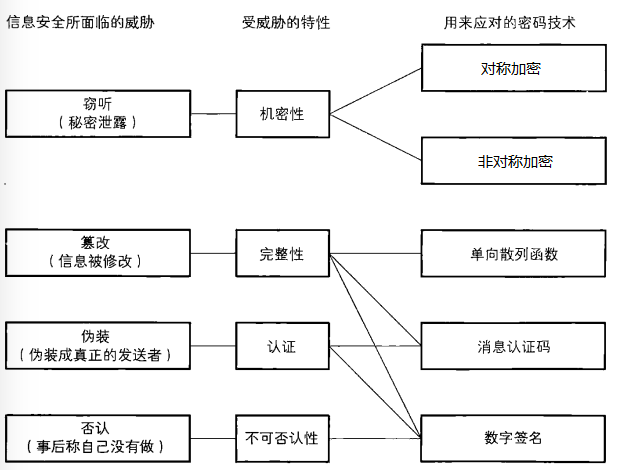 信息安全所面临的威胁
受威胁的特性
用来应对的密码技术
窃听
（秘密泄露）
机密性
对称加密
非对称加密
篡改
（信息被修改）
完整性
单向散列函数
伪装
（伪装成真正的发送者）
认证
消息认证码
否认
（事后称自己没有做）
不可否认性
数字签名